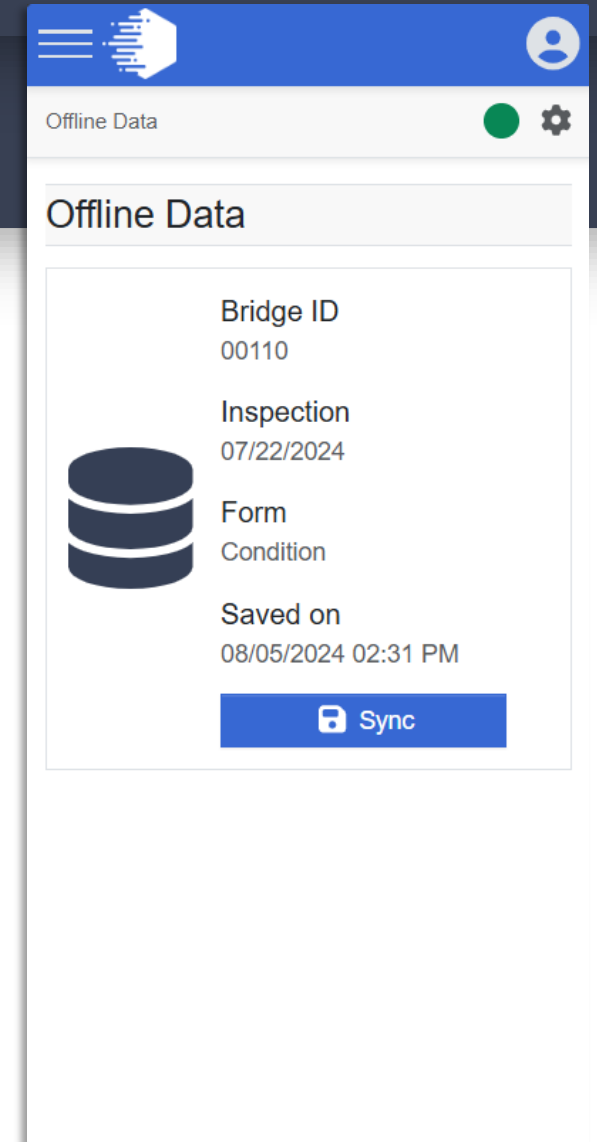 Offline Data
Offline Data
Bridge ID
00110
Inspection
07/22/2024
Form
Condition
Saved on
08/05/2024 02:31 PM
Sync